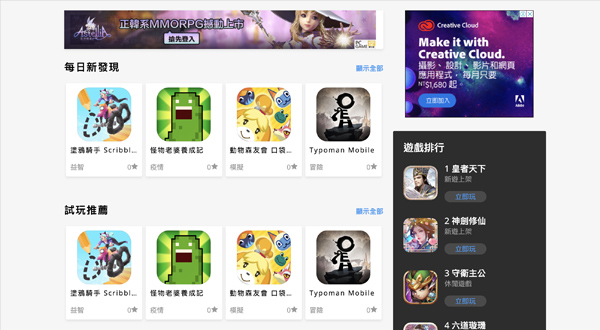 正韓系MMORPG撼動上市
搶先登入
每日新發現
顯示全部
塗鴉騎手 Scribbl...
益智
0★
怪物老婆養成記
疫情
0★
動物森友會 口袋...
模擬
0★
Typoman Mobile
冒險
0★
試玩推薦
顯示全部
塗鴉騎手 Scribbl...
益智
0★
怪物老婆養成記
疫情
0★
動物森友會 口袋...
模擬
0★
Typoman Mobile
冒險
0★
Creative Cloud
Make it with
Creative Cloud.
攝影、設計、影片和網頁
應用程式，每月只要
NT$1,680 起。
立即加入
Adobe
遊戲排行
1 皇者天下
新遊上架
立即玩
2 神劍修仙
新遊上架
立即玩
3 守衛主公
休閒遊戲
立即玩
4 六道璇璣